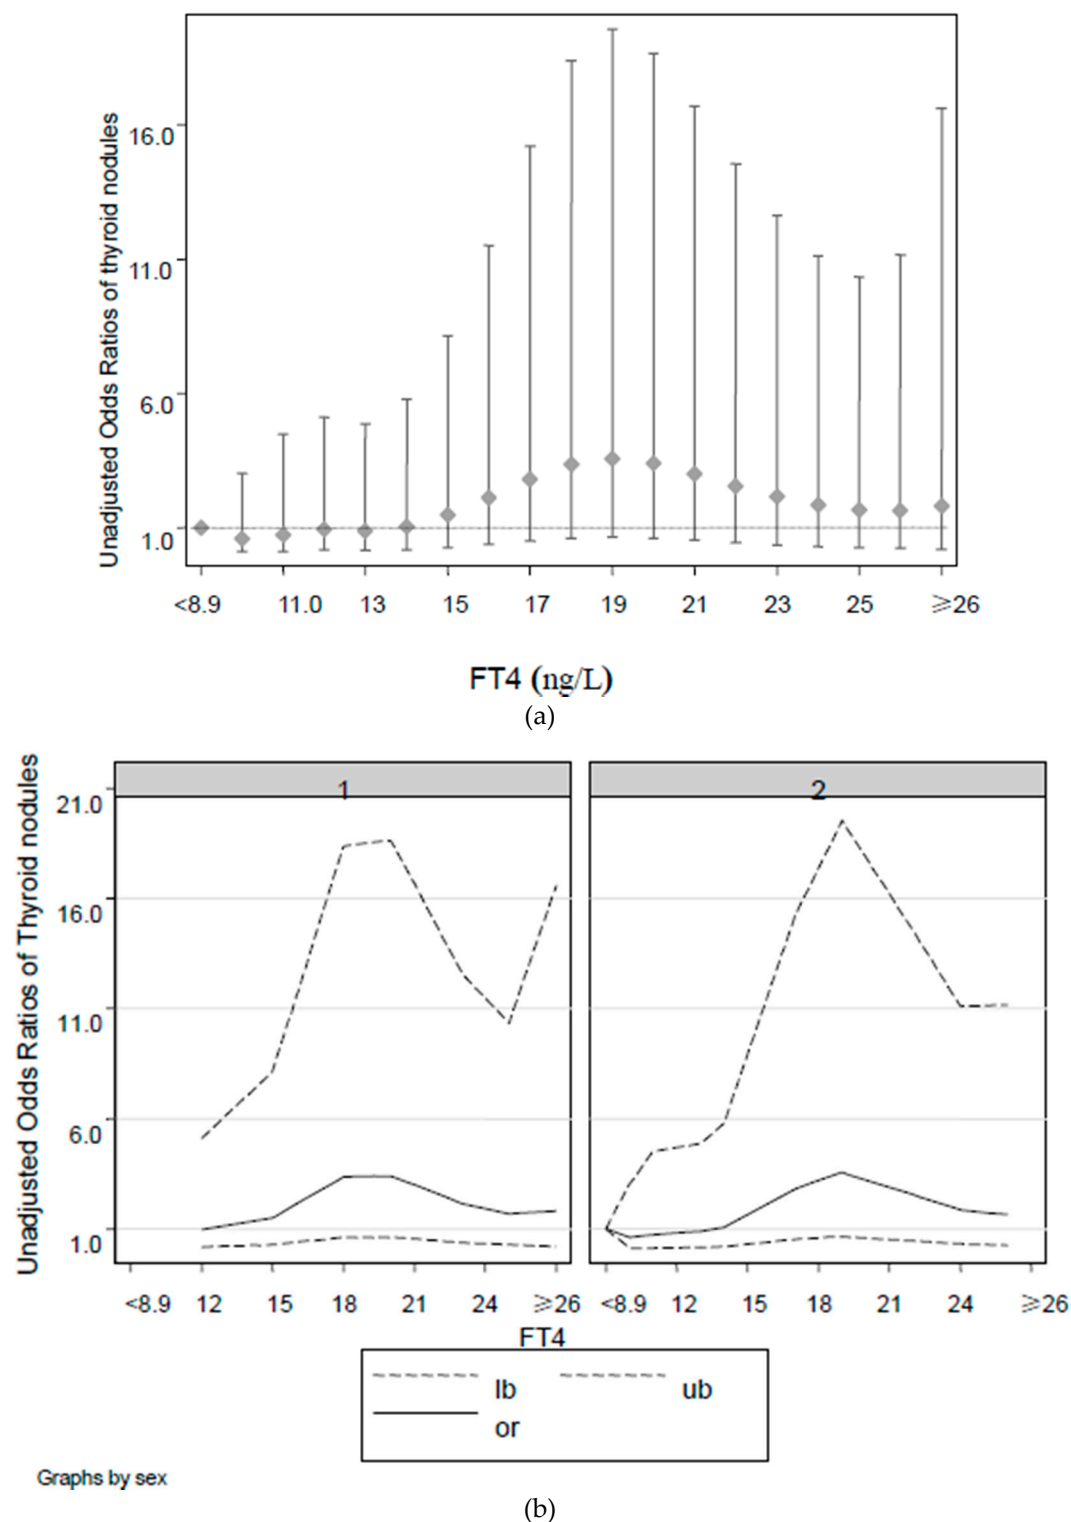 Unadjusted Odds Ratios of thyroid nodules
16.0
11.0
6.0
1.0
<8.9 11.0 13 15 17 19 21 23 25 ≥26
FT4 (ng/L)
(a)
Unadjusted Odds Ratios of Thyroid nodules
1 2
21.0
16.0
11.0
6.0
1.0
<8.9 12 15 18 21 24 ≥26 <8.9 12 15 18 21 24 ≥26
FT4
lb ub
or
Graphs by sex
(b)